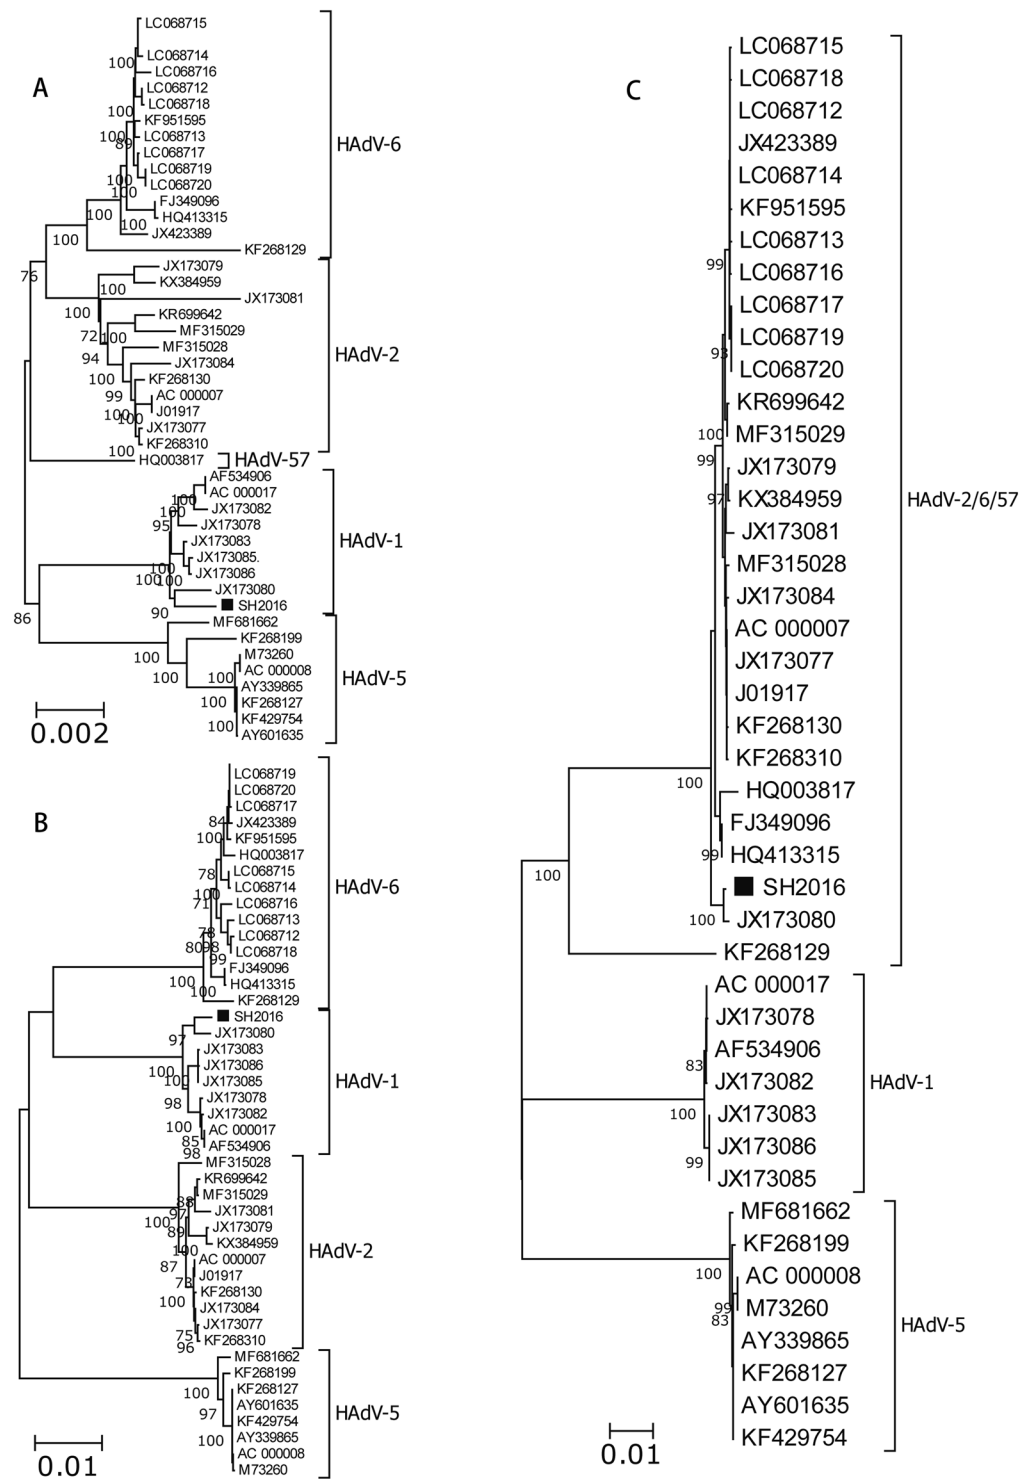 A
LC068715
LC068714
100
LC068716
LC068712
LC068718
100
KF951595
100
LC068713
89
LC068717
LC068719
100
LC068720
100
FJ349096
100
HQ413315
100
JX423389
100
KF268129
HAdV-6
76
JX173079
KX384959
100
JX173081
100
KR699642
72
100
MF315029
94
MF315028
JX173084
100
KF268130
99
AC 000007
100
J01917
100
JX173077
100
KF268310
HAdV-2
HQ003817
HAdV-57
AF534906
AC 000017
100
JX173082
100
JX173078
95
JX173083
JX173085.
100
JX173086
100
100
JX173080
SH2016
90
HAdV-1
86
MF681662
KF268199
100
M73260
AC 000008
100
100
AY339865
KF268127
100
KF429754
100
AY601635
HAdV-5
0.002
B
LC068719
LC068720
LC068717
84
JX423389
100
KF951595
HQ003817
78
LC068715
LC068714
100
71
LC068716
LC068713
78
LC068712
80
98
LC068718
99
FJ349096
100
HQ413315
100
KF268129
HAdV-6
SH2016
JX173080
97
JX173083
JX173086
100
100
JX173085
98
JX173078
JX173082
100
AC 000017
85
AF534906
98
HAdV-1
MF315028
KR699642
88
MF315029
97
JX173081
100
89
JX173079
KX384959
100
AC 000007
87
J01917
73
KF268130
100
JX173084
JX173077
75
KF268310
96
HAdV-2
MF681662
KF268199
100
KF268127
AY601635
97
KF429754
100
AY339865
AC 000008
M73260
HAdV-5
0.01
C
LC068715
LC068718
LC068712
JX423389
LC068714
KF951595
LC068713
99
LC068716
LC068717
LC068719
93
LC068720
KR699642
100
MF315029
99
JX173079
97
KX384959
JX173081
MF315028
JX173084
AC 000007
JX173077
J01917
KF268130
KF268310
100
HQ003817
FJ349096
99
HQ413315
100
SH2016
100
JX173080
KF268129
HAdV-2/6/57
AC 000017
JX173078
AF534906
83
JX173082
100
JX173083
JX173086
99
JX173085
HAdV-1
MF681662
KF268199
100
AC 000008
99
M73260
83
AY339865
KF268127
AY601635
KF429754
HAdV-5
0.01